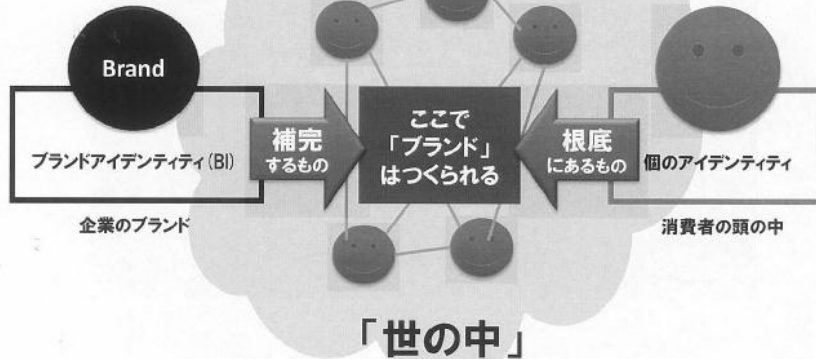 Brand
ブランドアイデンティティ(BI)
企業のブランド
補完
するもの
ここで
「ブランド」
はつくられる
根底
にあるもの
個のアイデンティティ
消費者の頭の中
「世の中」